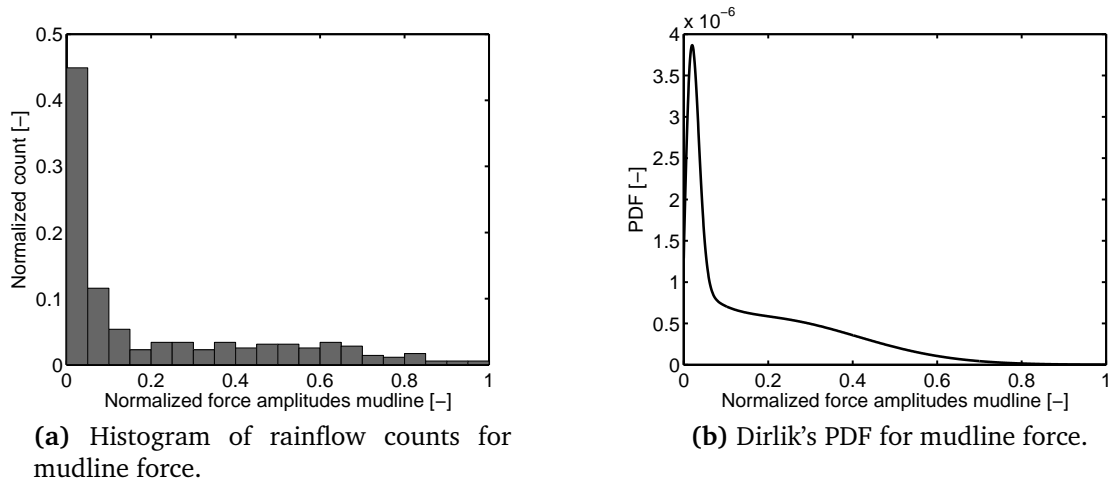 0.5
0.4
0.3
0.2
0.1
0
Normalized count [−]
0 0.2 0.4 0.6 0.8 1
Normalized force amplitudes mudline [−]
(a) Histogram of rainflow counts for
mudline force.
x 10−6
4
3.5
3
2.5
2
1.5
1
0.5
0
PDF [−]
0 0.2 0.4 0.6 0.8 1
Normalized force amplitudes mudline [−]
(b) Dirlik’s PDF for mudline force.